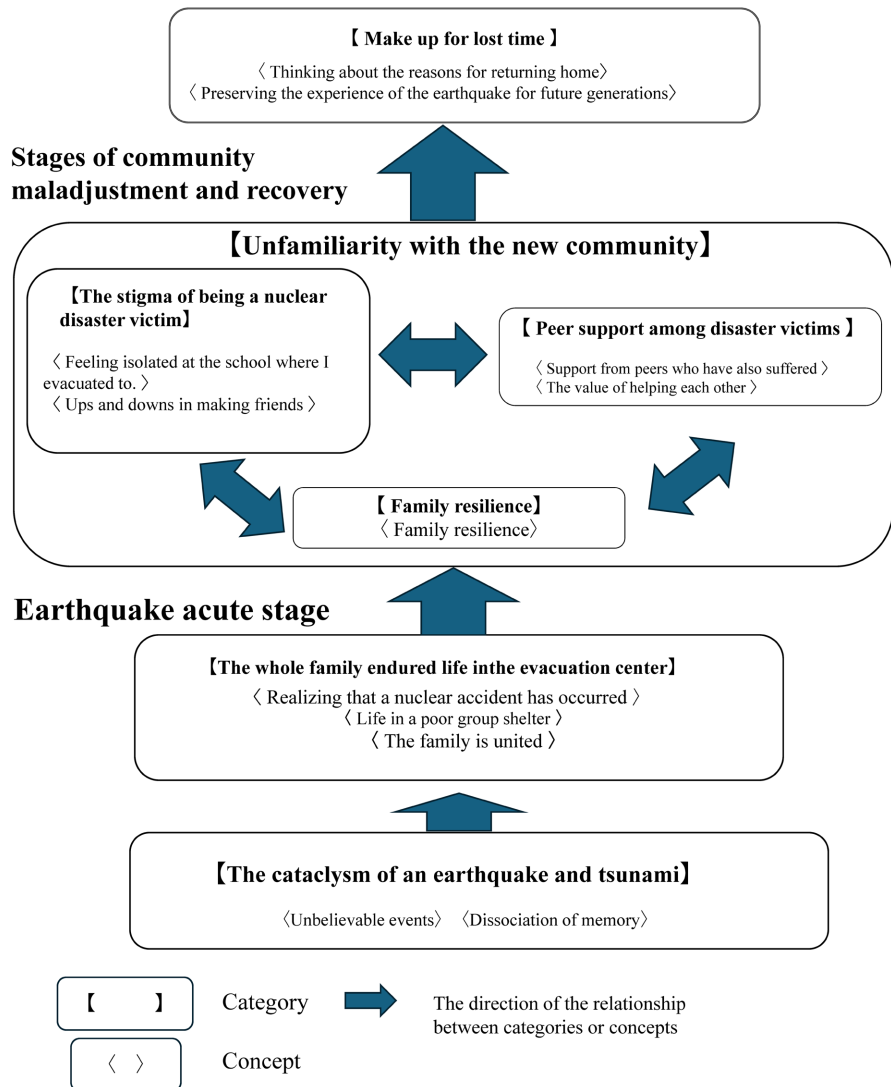 【 Make up for lost time 】
〈 Thinking about the reasons for returning home〉
〈 Preserving the experience of the earthquake for future generations〉
Stages of community
maladjustment and recovery
【Unfamiliarity with the new community】
【The stigma of being a nuclear
disaster victim】
〈 Feeling isolated at the school where I
evacuated to. 〉
〈 Ups and downs in making friends 〉
【 Peer support among disaster victims 】
〈 Support from peers who have also suffered 〉
〈 The value of helping each other 〉
【 Family resilience】
〈 Family resilience〉
Earthquake acute stage
【The whole family endured life inthe evacuation center】
〈 Realizing that a nuclear accident has occurred 〉
〈 Life in a poor group shelter 〉
〈 The family is united 〉
【The cataclysm of an earthquake and tsunami】
〈Unbelievable events〉 〈Dissociation of memory〉
【 】 Category
The direction of the relationship
between categories or concepts
〈 〉 Concept